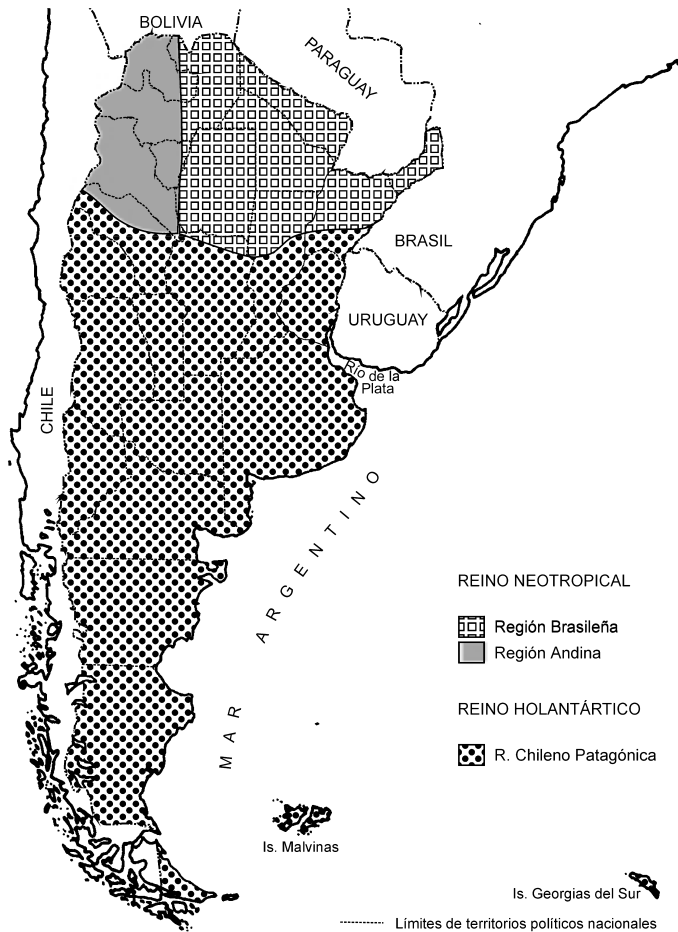 BOLIVIA
PARAGUAY
BRASIL
URUGUAY
Río de la
Plata
CHILE
MAR ARGENTINO
REINO NEOTROPICAL
Región Brasileña
Región Andina
REINO HOLANTÁRTICO
R. Chileno Patagónica
Is. Malvinas
Is. Georgias del Sur
Límites de territorios políticos nacionales